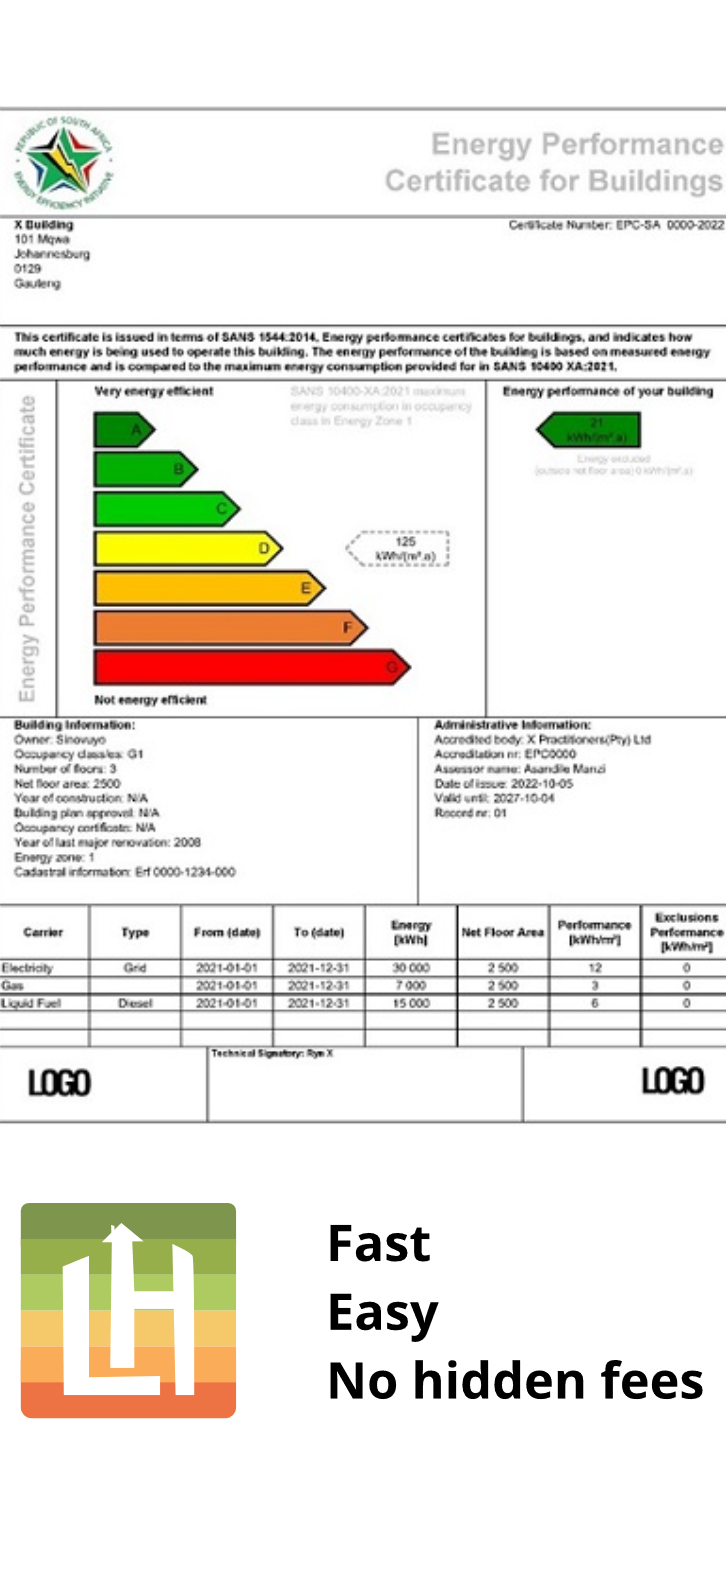 REPUBLIC OF SOUTH AFRICA
ENERGY EFFICIENCY INITIATIVE
Energy Performance
Certificate for Buildings
X Building
101 Mqwa
Johannesburg
0129
Gauteng
Certificate Number: EPC-SA 0000-2022
This certificate is issued in terms of SANS 1544:2014, Energy performance certificates for buildings, and indicates how
much energy is being used to operate this building. The energy performance of the building is based on measured energy
performance and is compared to the maximum energy consumption provided for in SANS 10400 XA:2021.
Energy Performance Certificate
Very energy efficient
A
B
C
D
E
F
G
Not energy efficient
SANS 10400-XA:2021 maximum
energy consumption in occupancy
class in Energy Zone 1
125
kWh/(m².a)
Energy performance of your building
21
kWh/(m².a)
Energy excluded
(outside net floor area) 0 kWh/(m².a)
Building Information:
Owner: Sinovuyo
Occupancy class/es: G1
Number of floors: 3
Net floor area: 2500
Year of construction: N/A
Building plan approval: N/A
Occupancy certificate: N/A
Year of last major renovation: 2008
Energy zone: 1
Cadastral information: Erf 0000-1234-000
Administrative Information:
Accredited body: X Practitioners(Pty) Ltd
Accreditation nr: EPC0000
Assessor name: Asandile Manzi
Date of issue: 2022-10-05
Valid until: 2027-10-04
Record nr: 01
Carrier Type From (date) To (date) Energy [kWh] Net Floor Area Performance [kWh/m²] Exclusions Performance [kWh/m²]
Electricity Grid 2021-01-01 2021-12-31 30 000 2 500 12 0
Gas 2021-01-01 2021-12-31 7 000 2 500 3 0
Liquid Fuel Diesel 2021-01-01 2021-12-31 15 000 2 500 6 0
Technical Signatory: Ryn X
LOGO
LOGO
LH
Fast
Easy
No hidden fees